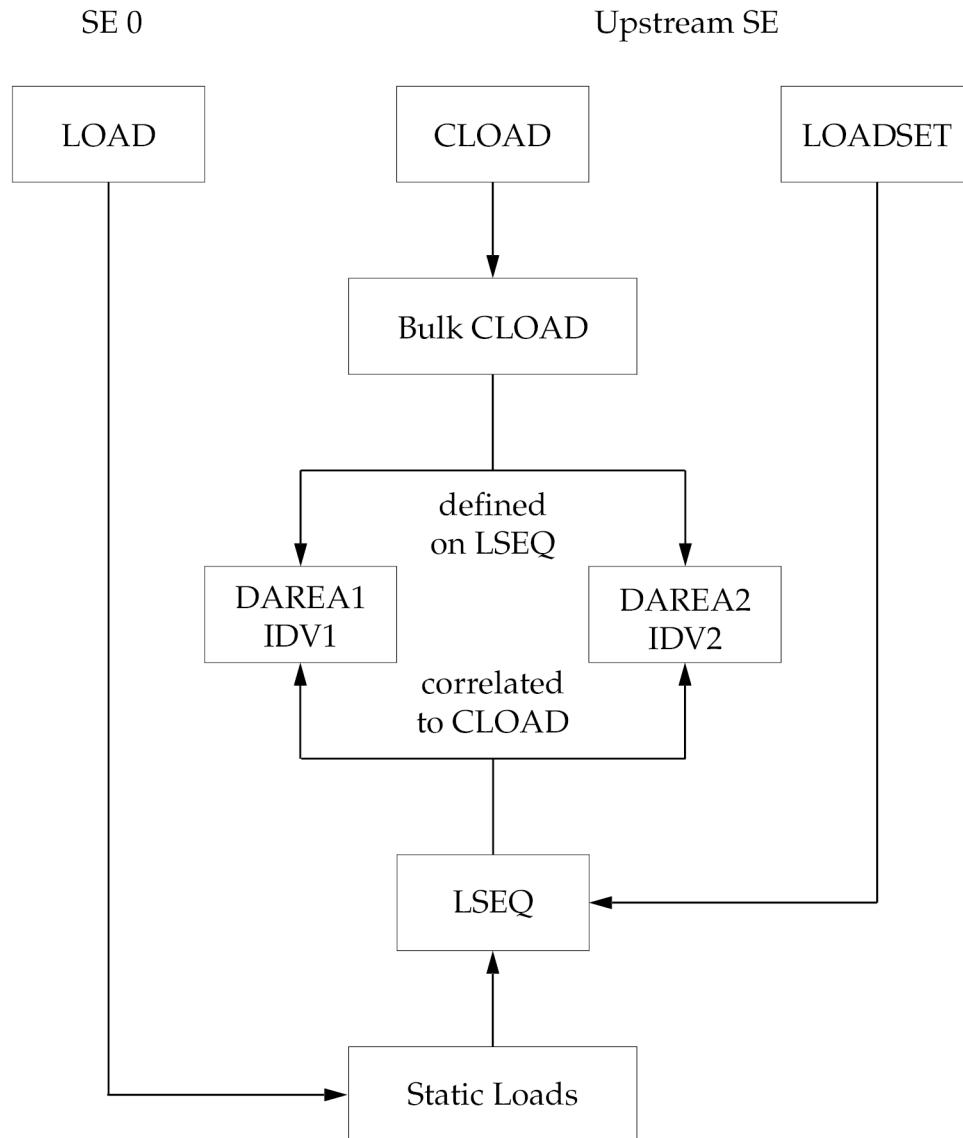 SE 0
Upstream SE
LOAD
CLOAD
LOADSET
Bulk CLOAD
defined
on LSEQ
DAREA1
IDV1
DAREA2
IDV2
correlated
to CLOAD
LSEQ
Static Loads